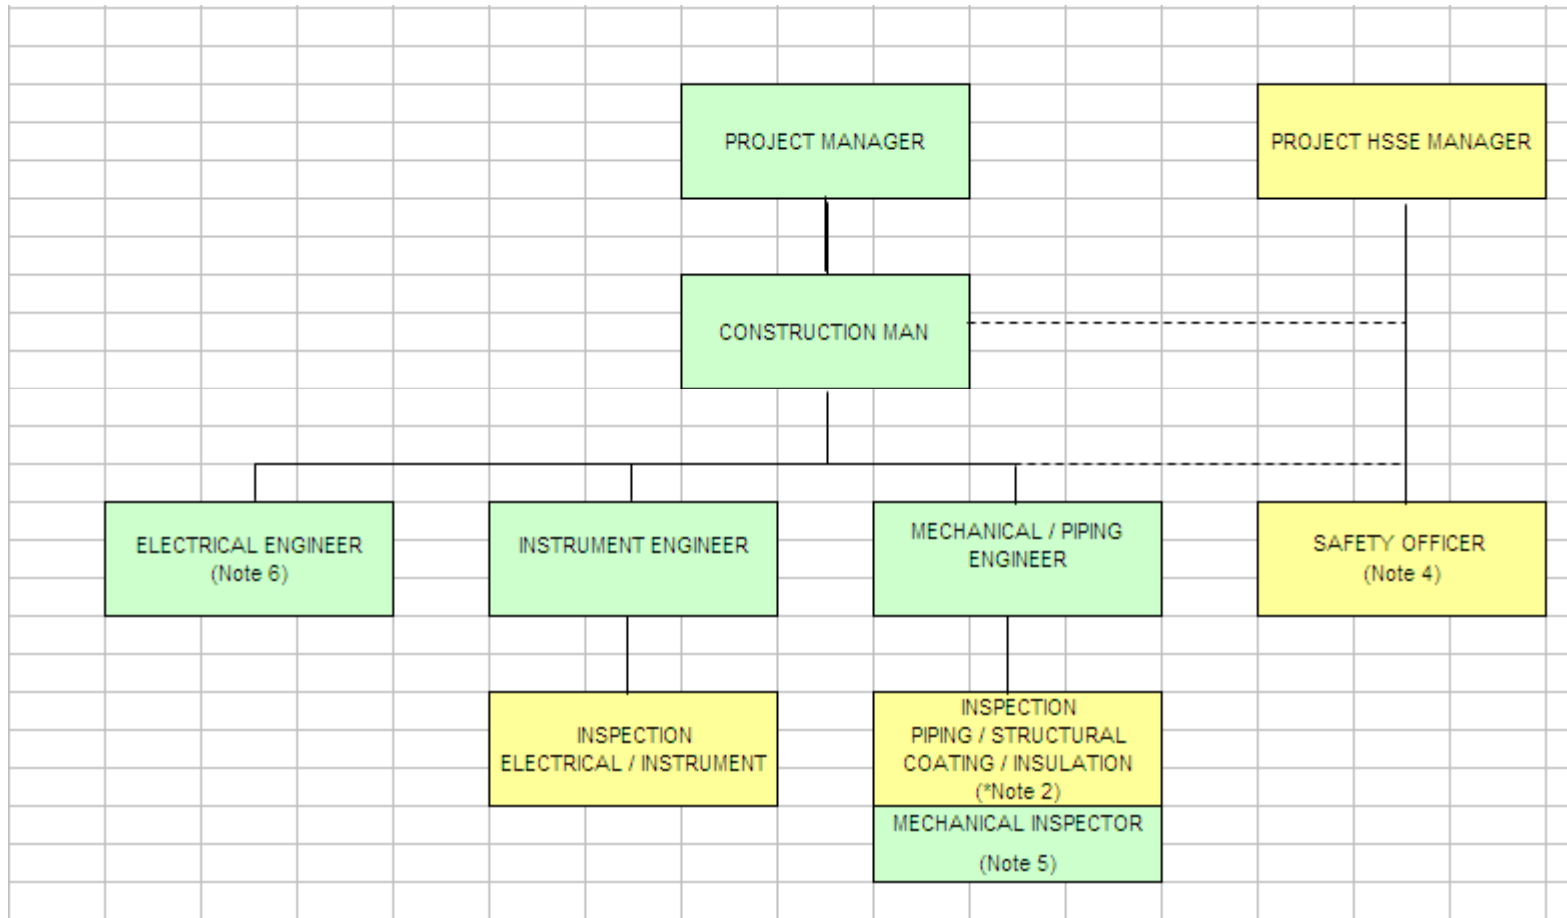 PROJECT MANAGER
PROJECT HSSE MANAGER
CONSTRUCTION MAN
ELECTRICAL ENGINEER
(Note 6)
INSTRUMENT ENGINEER
MECHANICAL / PIPING
ENGINEER
SAFETY OFFICER
(Note 4)
INSPECTION
ELECTRICAL / INSTRUMENT
INSPECTION
PIPING / STRUCTURAL
COATING / INSULATION
(*Note 2)
MECHANICAL INSPECTOR
(Note 5)